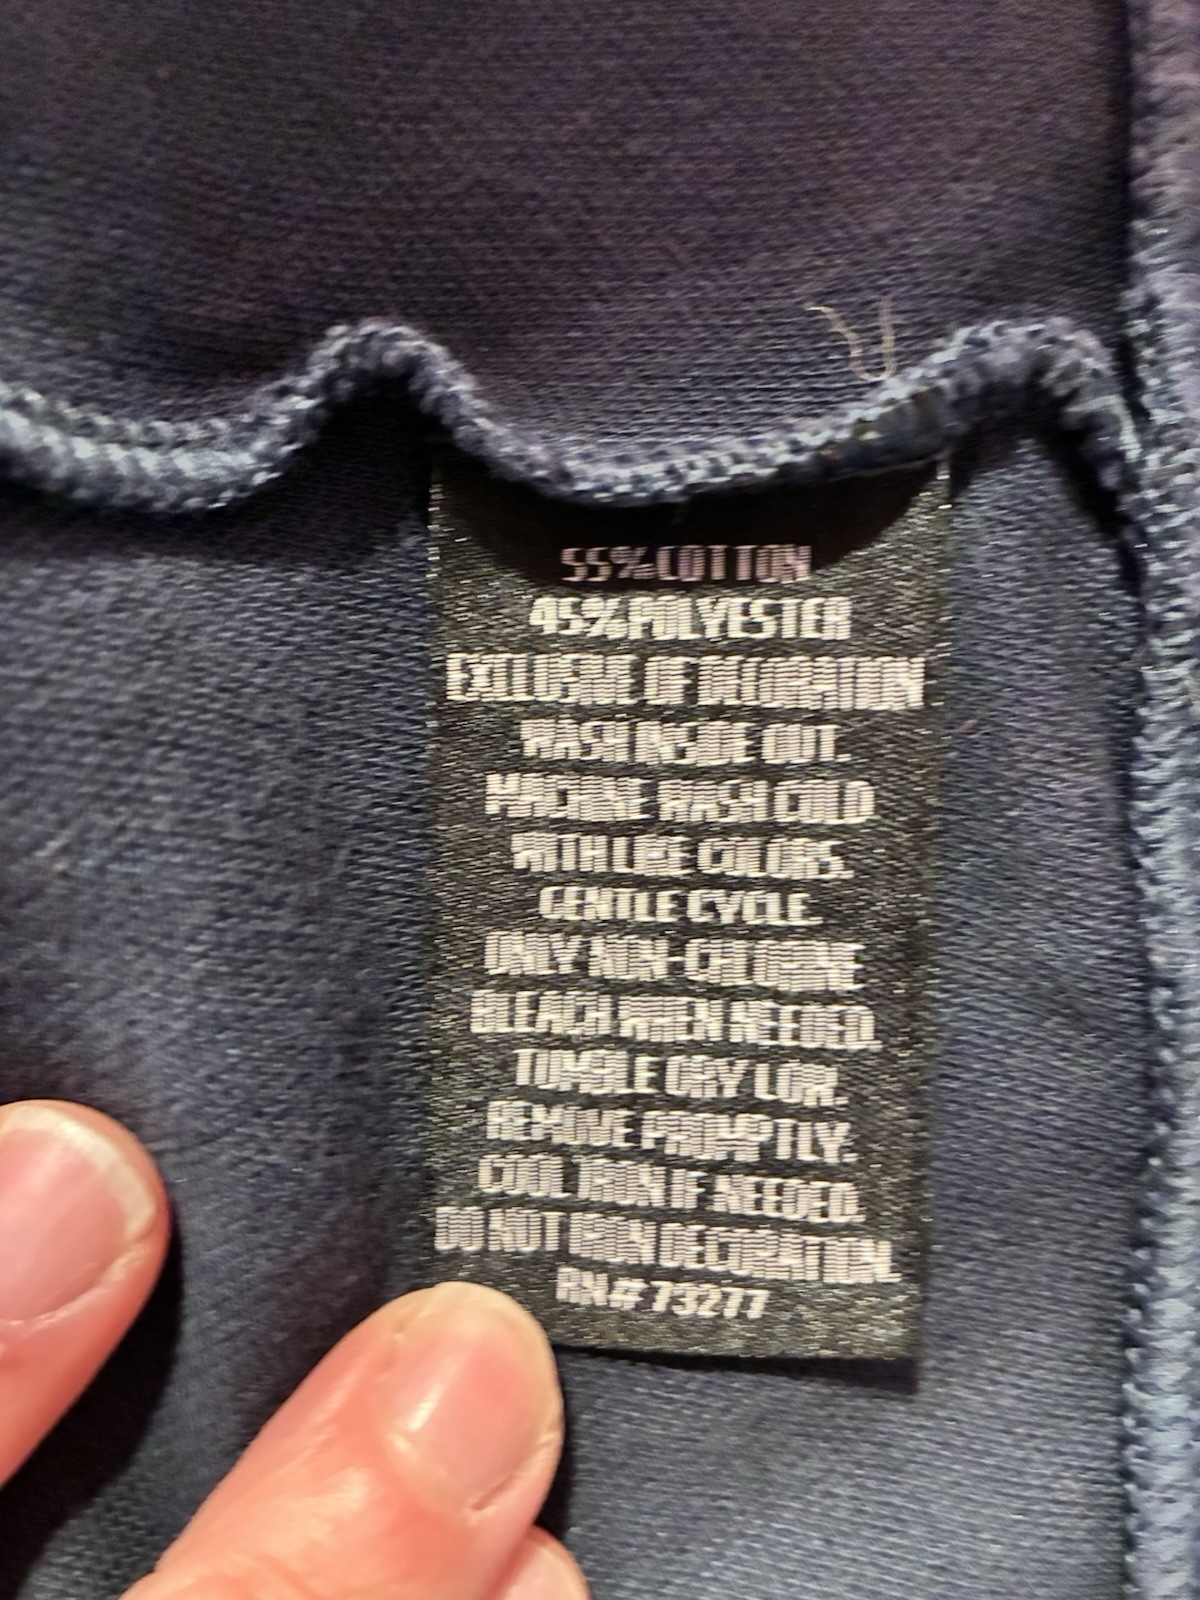 55% COTTON
45% POLYESTER
EXCLUSIVE OF DECORATION
WASH INSIDE OUT.
MACHINE WASH COLD
WITH LIKE COLORS.
GENTLE CYCLE.
ONLY NON-CHLORINE
BLEACH WHEN NEEDED.
TUMBLE DRY LOW.
REMOVE PROMPTLY.
COOL IRON IF NEEDED.
DO NOT IRON DECORATION.
RN# 73277